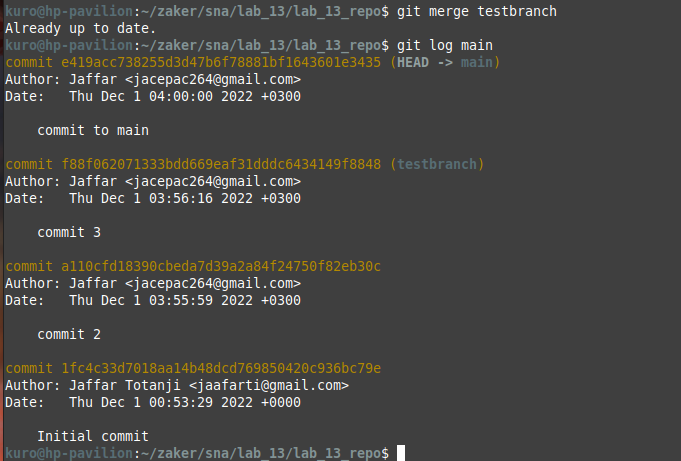 kuro@hp-pavilion:~/zaker/sna/lab_13/lab_13_repo$ git merge testbranch
Already up to date.
kuro@hp-pavilion:~/zaker/sna/lab_13/lab_13_repo$ git log main
commit e419acc738255d3d47b6f78881bf1643601e3435 (HEAD -> main)
Author: Jaffar <jacepac264@gmail.com>
Date:   Thu Dec 1 04:00:00 2022 +0300
    commit to main
commit f88f062071333bdd669eaf31dddc6434149f8848 (testbranch)
Author: Jaffar <jacepac264@gmail.com>
Date:   Thu Dec 1 03:56:16 2022 +0300
    commit 3
commit a110cfd18390cbeda7d39a2a84f24750f82eb30c
Author: Jaffar <jacepac264@gmail.com>
Date:   Thu Dec 1 03:55:59 2022 +0300
    commit 2
commit 1fc4c33d7018aa14b48dcd769850420c936bc79e
Author: Jaffar Totanji <jaafarti@gmail.com>
Date:   Thu Dec 1 00:53:29 2022 +0000
    Initial commit
kuro@hp-pavilion:~/zaker/sna/lab_13/lab_13_repo$